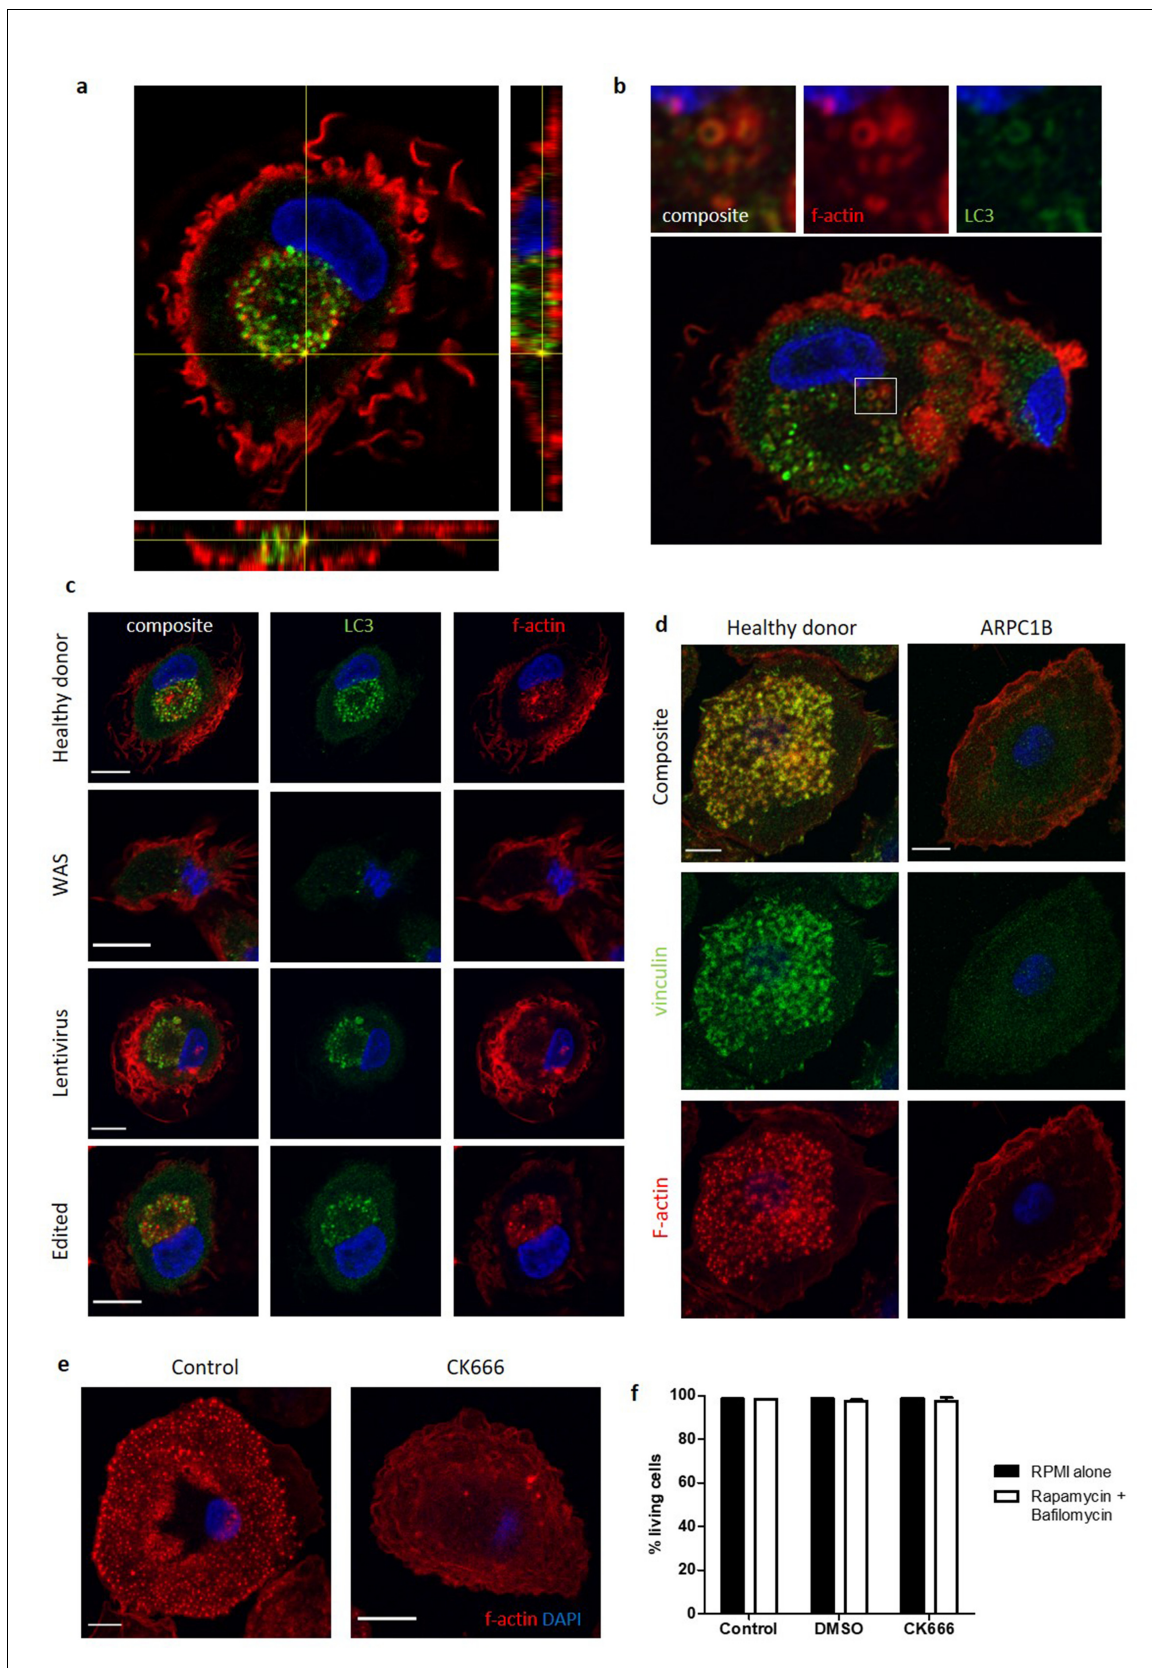 a
b
composite
f-actin
LC3
c
composite
LC3
f-actin
Healthy donor
WAS
Lentivirus
Edited
d
Healthy donor
ARPC1B
Composite
vinculin
F-actin
e
Control
CK666
f-actin DAPI
f
100
80
60
40
20
0
% living cells
Control
DMSO
CK666
RPMI alone
Rapamycin +
Bafilomycin